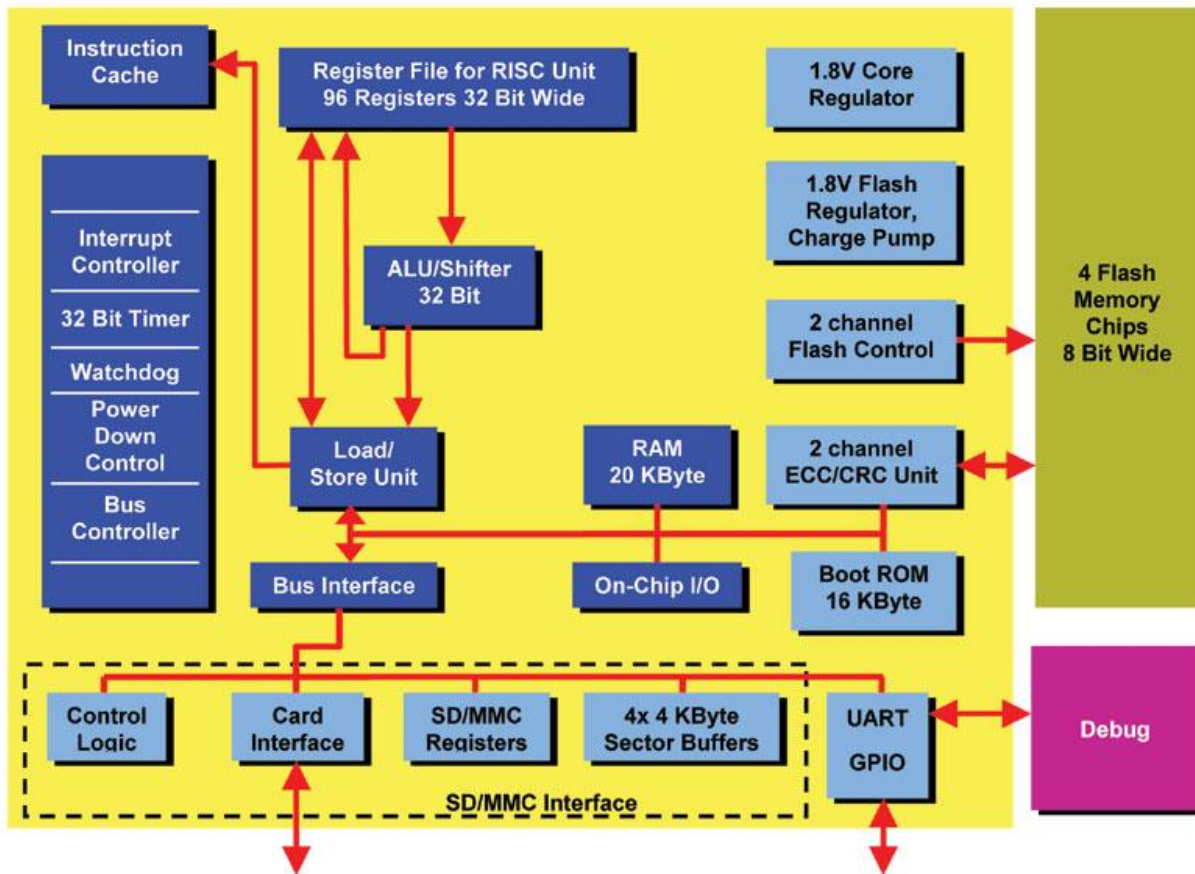 Instruction
Cache
Register File for RISC Unit
96 Registers 32 Bit Wide
1.8V Core
Regulator
1.8V Flash
Regulator,
Charge Pump
4 Flash
Memory
Chips
8 Bit Wide
Interrupt
Controller
32 Bit Timer
Watchdog
Power
Down
Control
Bus
Controller
ALU/Shifter
32 Bit
2 channel
Flash Control
Load/
Store Unit
RAM
20 KByte
2 channel
ECC/CRC Unit
Bus Interface
On-Chip I/O
Boot ROM
16 KByte
Control
Logic
Card
Interface
SD/MMC
Registers
4x 4 KByte
Sector Buffers
UART
GPIO
Debug
SD/MMC Interface